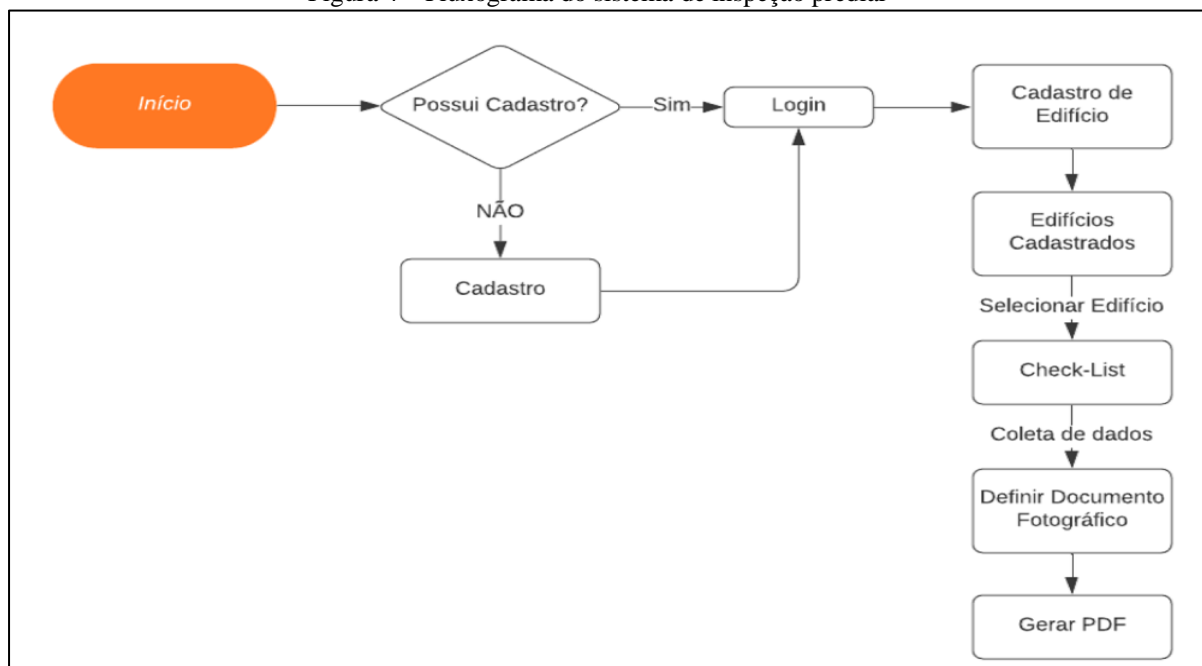 Início
Possui Cadastro?
Sim
Login
Cadastro de
Edifício
NÃO
Cadastro
Edifícios
Cadastrados
Selecionar Edifício
Check-List
Coleta de dados
Definir Documento
Fotográfico
Gerar PDF